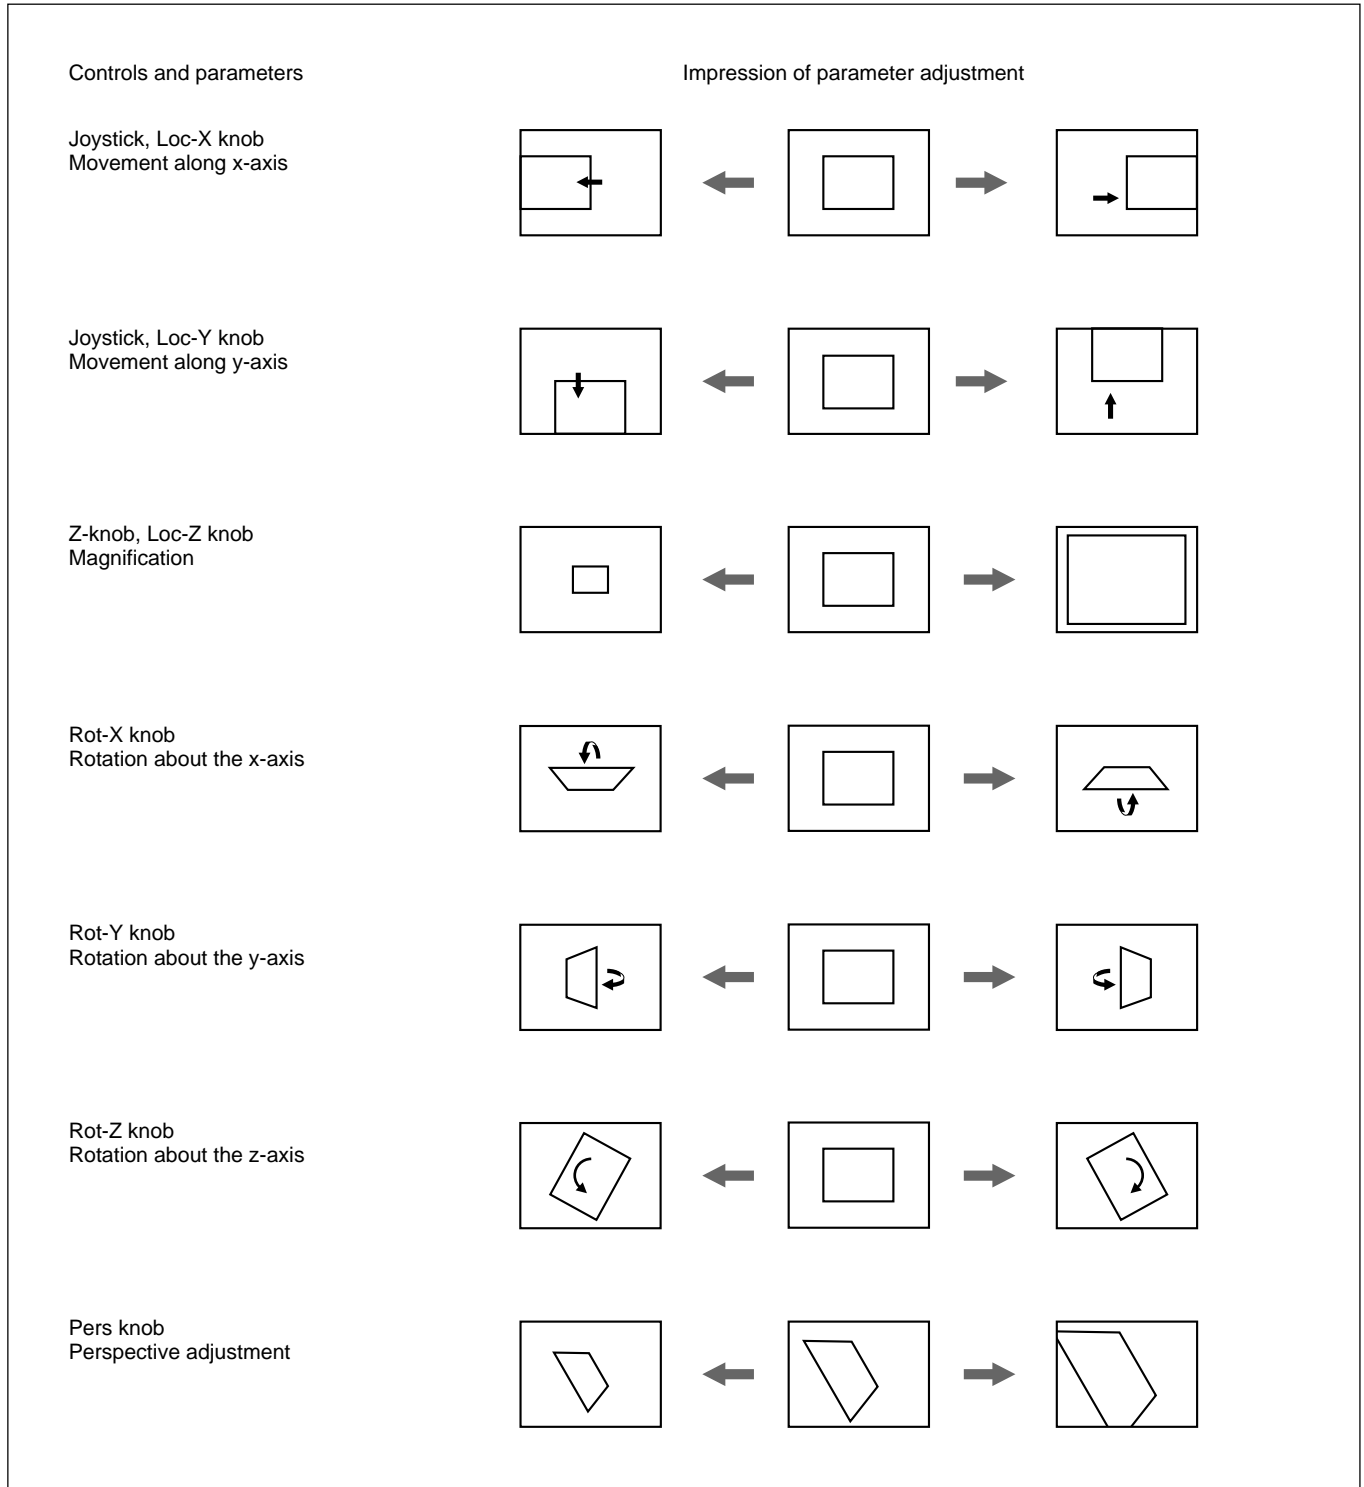 Controls and parameters
Impression of parameter adjustment
Joystick, Loc-X knob
Movement along x-axis
Joystick, Loc-Y knob
Movement along y-axis
Z-knob, Loc-Z knob
Magnification
Rot-X knob
Rotation about the x-axis
Rot-Y knob
Rotation about the y-axis
Rot-Z knob
Rotation about the z-axis
Pers knob
Perspective adjustment